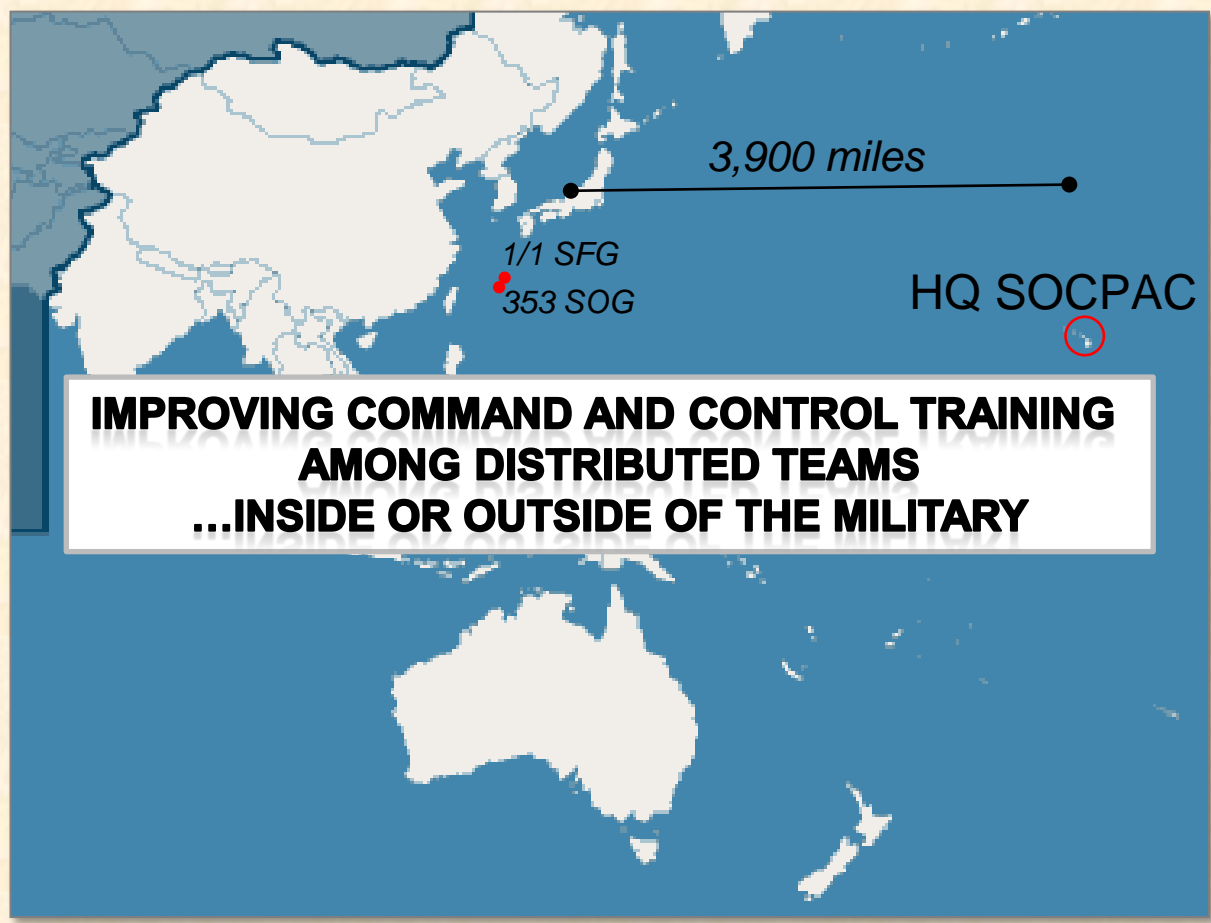 3,900 miles
1/1 SFG
353 SOG
HQ SOCPAC
IMPROVING COMMAND AND CONTROL TRAINING
AMONG DISTRIBUTED TEAMS
...INSIDE OR OUTSIDE OF THE MILITARY